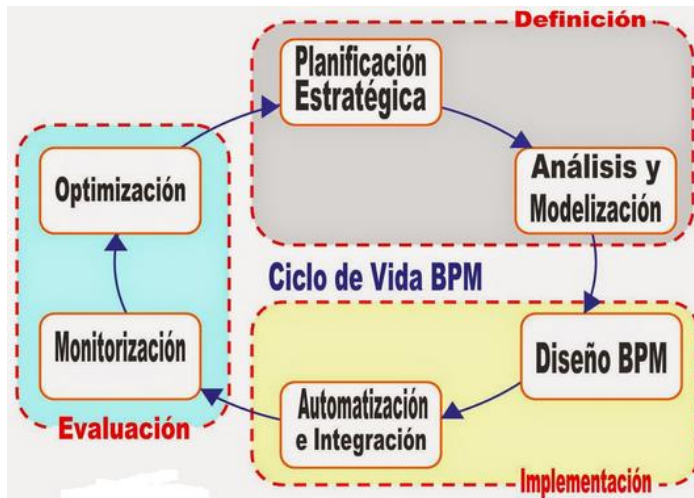 Definición
Planificación
Estratégica
Análisis y
Modelización
Optimización
Ciclo de Vida BPM
Monitorización
Diseño BPM
Automatización
e Integración
Evaluación
Implementación